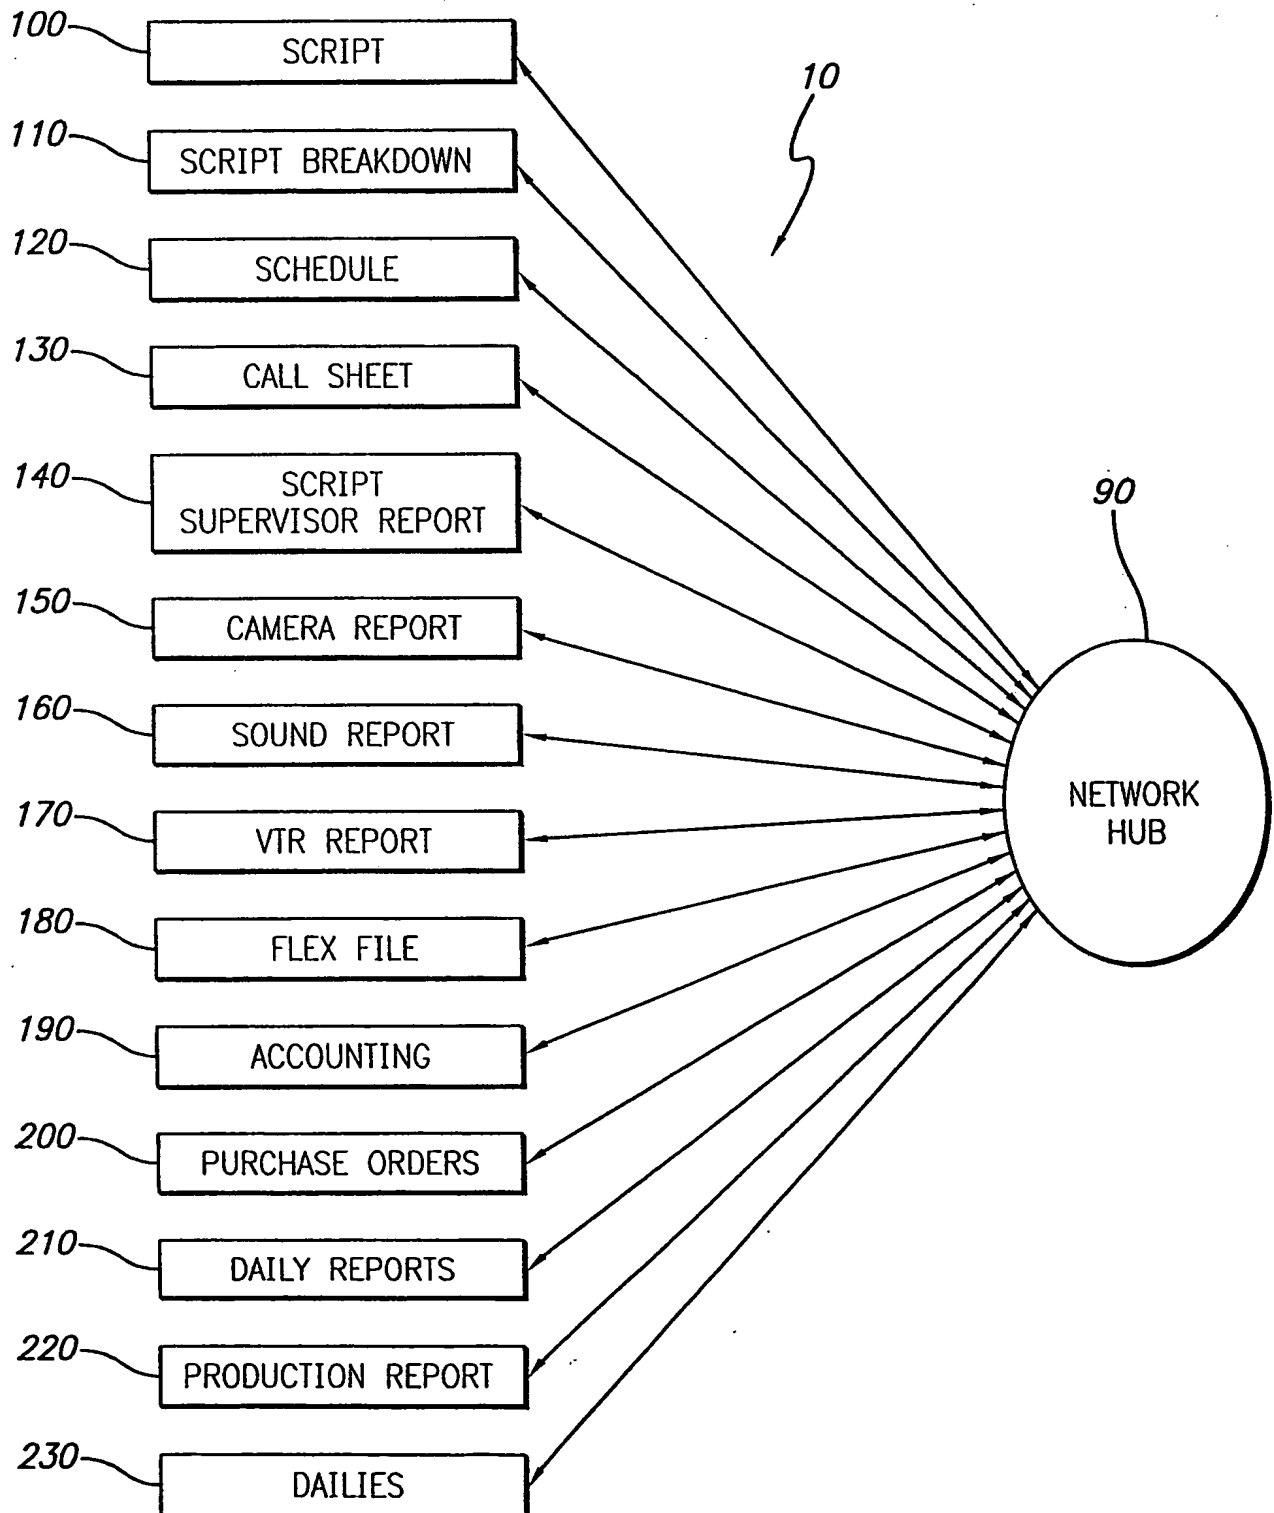 100
SCRIPT
10
110
SCRIPT BREAKDOWN
120
SCHEDULE
130
CALL SHEET
140
SCRIPT
SUPERVISOR REPORT
90
150
CAMERA REPORT
160
SOUND REPORT
NETWORK
HUB
170
VTR REPORT
180
FLEX FILE
190
ACCOUNTING
200
PURCHASE ORDERS
210
DAILY REPORTS
220
PRODUCTION REPORT
230
DAILIES